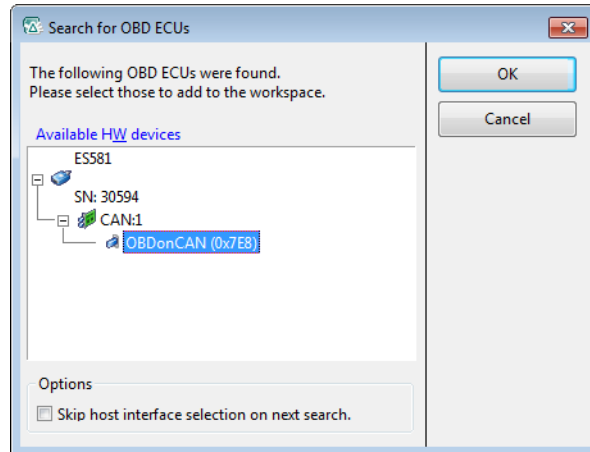 Search for OBD ECUs
The following OBD ECUs were found.
Please select those to add to the workspace.
Available HW devices
ES581
SN: 30594
CAN:1
OBDonCAN (0x7E8)
Options
Skip host interface selection on next search.
OK
Cancel